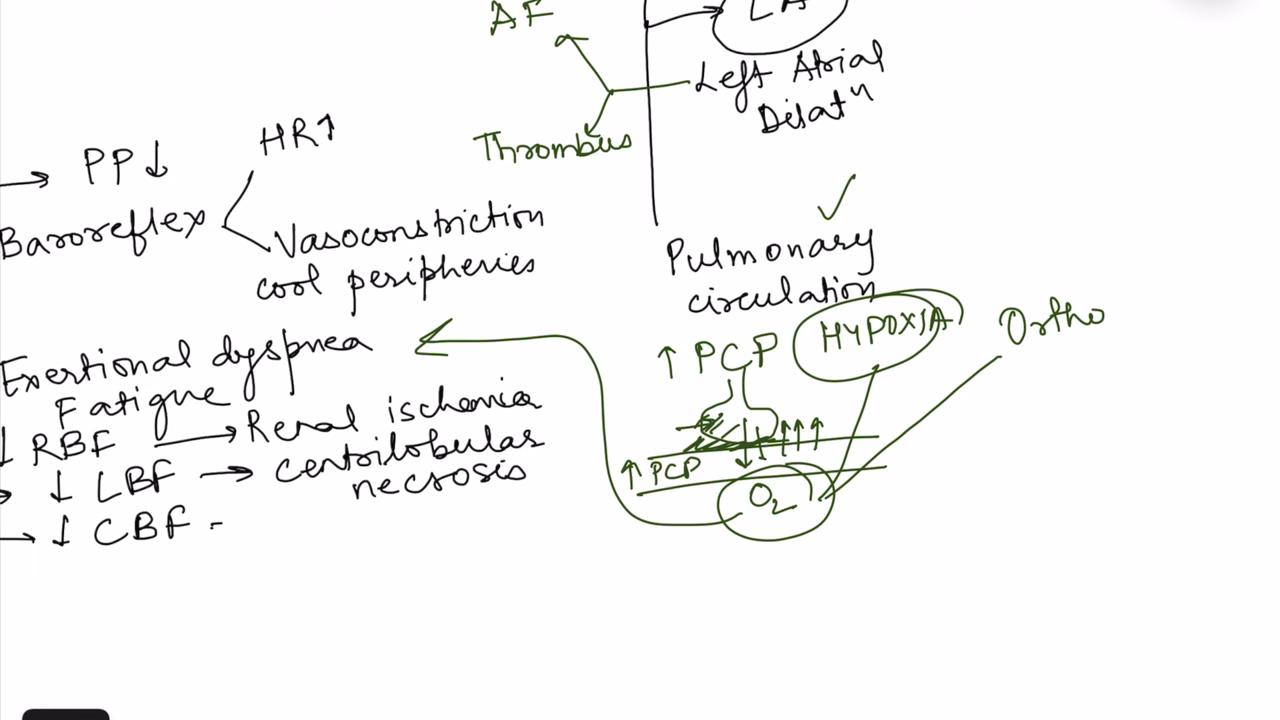 AF
LA
Left Atrial
Dilatⁿ
Thrombus
HR↑
→ PP↓
Baroreflex
Vasoconstriction
cool peripheries
Pulmonary
circulation
↑ PCP
HYPOXIA
Ortho
↑ PCP
O₂
Exertional dyspnea
Fatigue
↓ RBF → Renal ischemia
→ ↓ LBF → centrilobular
necrosis
→ ↓ CBF =